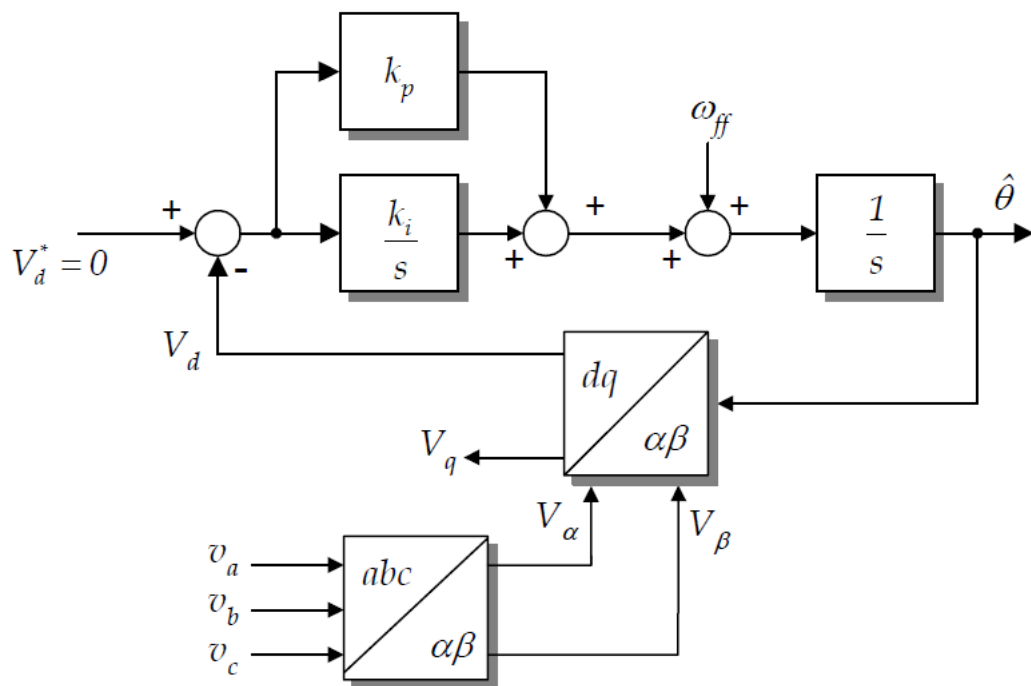 k_p
ω_ff
+
+
+
θ̂
k_i
s
1
s
V_d^* = 0
-
+
+
V_d
dq
αβ
V_q
V_α
V_β
v_a
abc
v_b
v_c
αβ